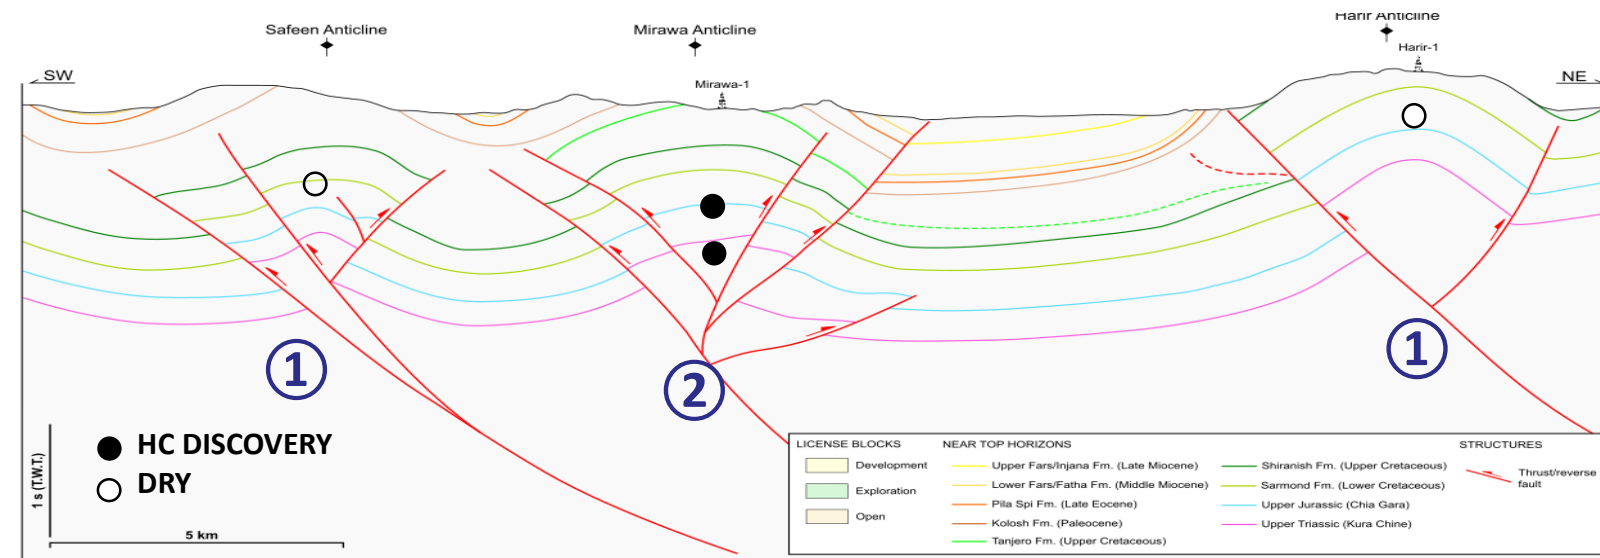 Safeen Anticline
Mirawa Anticline
Harir Anticline
Harir-1
SW
NE
Mirawa-1
1
2
1
HC DISCOVERY
DRY
1 s (T.W.T.)
5 km
LICENSE BLOCKS
Development
Exploration
Open
NEAR TOP HORIZONS
Upper Fars/Injana Fm. (Late Miocene)
Lower Fars/Fatha Fm. (Middle Miocene)
Pila Spi Fm. (Late Eocene)
Kolosh Fm. (Paleocene)
Tanjero Fm. (Upper Cretaceous)
Shiranish Fm. (Upper Cretaceous)
Sarmond Fm. (Lower Cretaceous)
Upper Jurassic (Chia Gara)
Upper Triassic (Kura Chine)
STRUCTURES
Thrust/reverse
fault